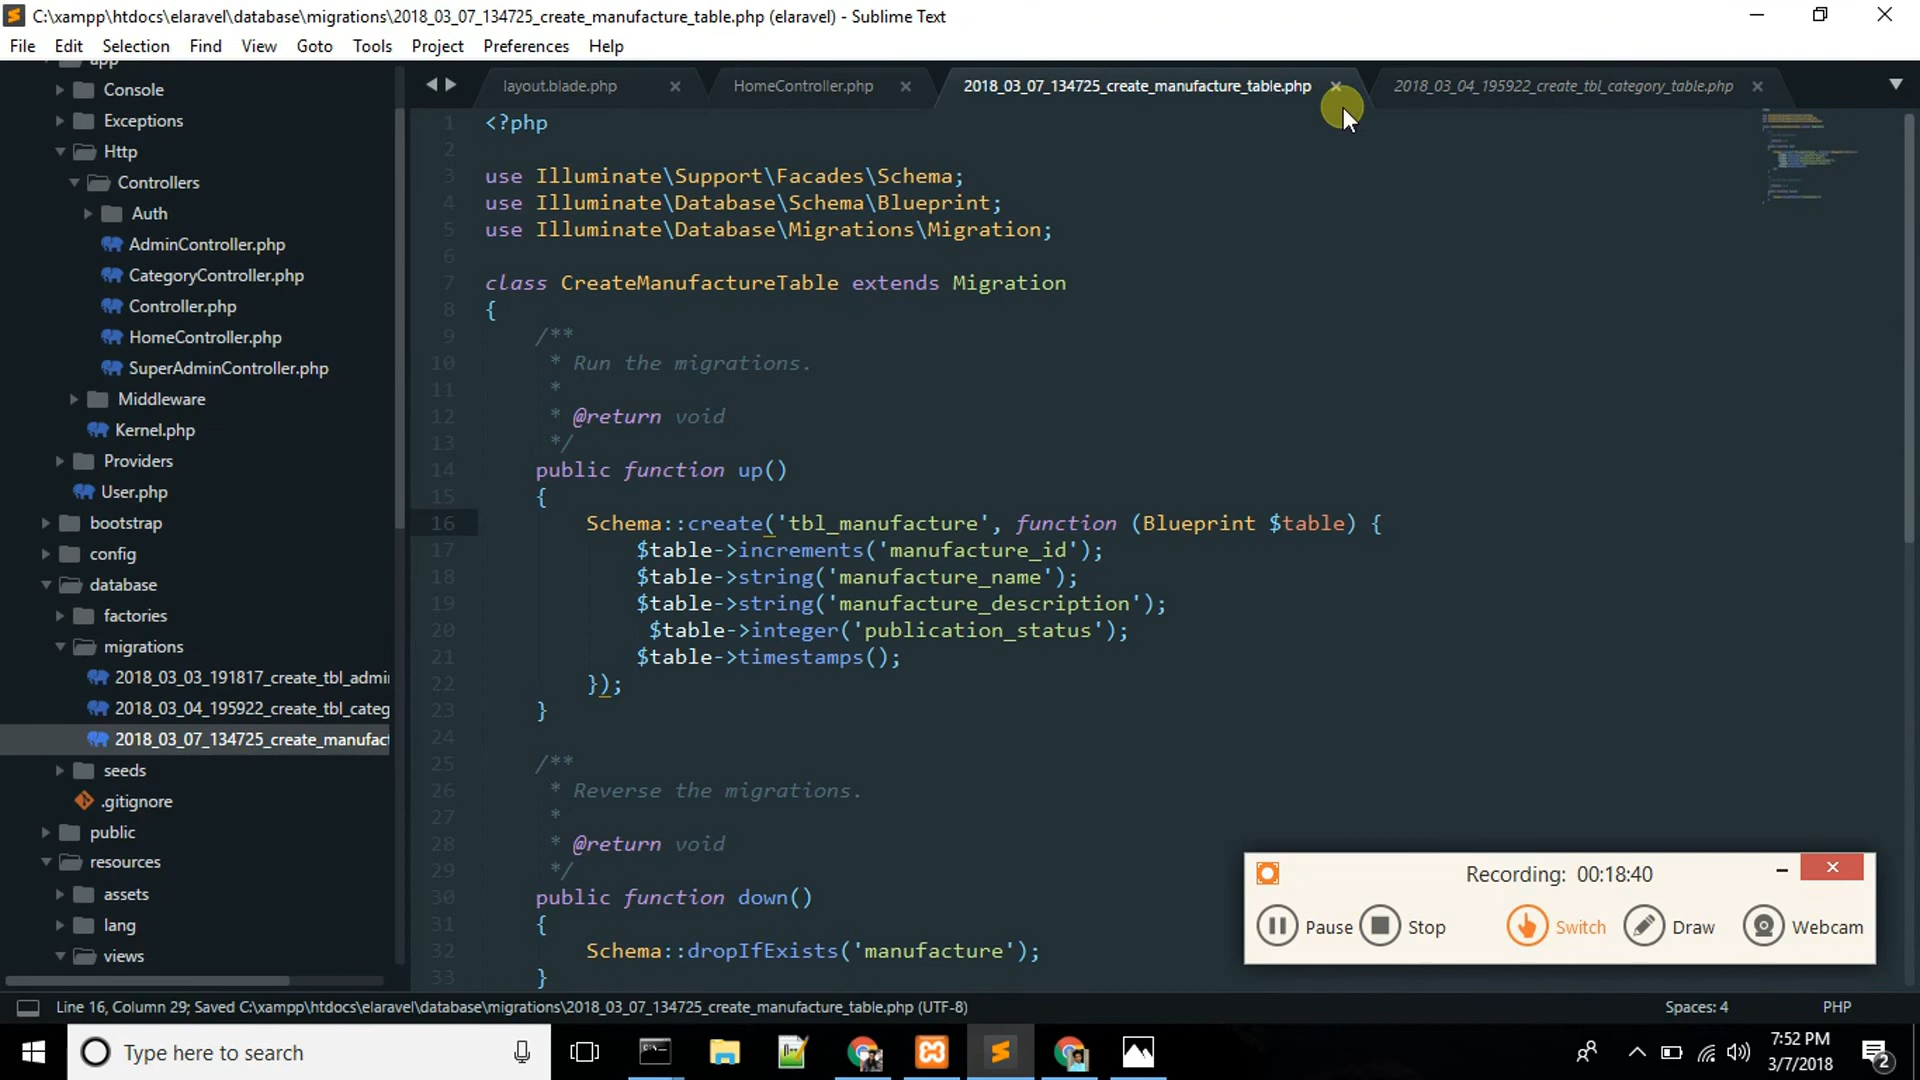 C:\xampp\htdocs\elaravel\database\migrations\2018_03_07_134725_create_manufacture_table.php (elaravel) - Sublime Text
File Edit Selection Find View Goto Tools Project Preferences Help
app
Console
Exceptions
Http
Controllers
Auth
AdminController.php
CategoryController.php
Controller.php
HomeController.php
SuperAdminController.php
Middleware
Kernel.php
Providers
User.php
bootstrap
config
database
factories
migrations
2018_03_03_191817_create_tbl_admi
2018_03_04_195922_create_tbl_categ
2018_03_07_134725_create_manufact
seeds
.gitignore
public
resources
assets
lang
views
layout.blade.php HomeController.php 2018_03_07_134725_create_manufacture_table.php 2018_03_04_195922_create_tbl_category_table.php
1 <?php
2
3 use Illuminate\Support\Facades\Schema;
4 use Illuminate\Database\Schema\Blueprint;
5 use Illuminate\Database\Migrations\Migration;
6
7 class CreateManufactureTable extends Migration
8 {
9 /**
10 * Run the migrations.
11 *
12 * @return void
13 */
14 public function up()
15 {
16 Schema::create('tbl_manufacture', function (Blueprint $table) {
17 $table->increments('manufacture_id');
18 $table->string('manufacture_name');
19 $table->string('manufacture_description');
20 $table->integer('publication_status');
21 $table->timestamps();
22 });
23 }
24
25 /**
26 * Reverse the migrations.
27 *
28 * @return void
29 */
30 public function down()
31 {
32 Schema::dropIfExists('manufacture');
33 }
Recording: 00:18:40
Pause Stop Switch Draw Webcam
Line 16, Column 29; Saved C:\xampp\htdocs\elaravel\database\migrations\2018_03_07_134725_create_manufacture_table.php (UTF-8) Spaces: 4 PHP
Type here to search
7:52 PM
3/7/2018
2